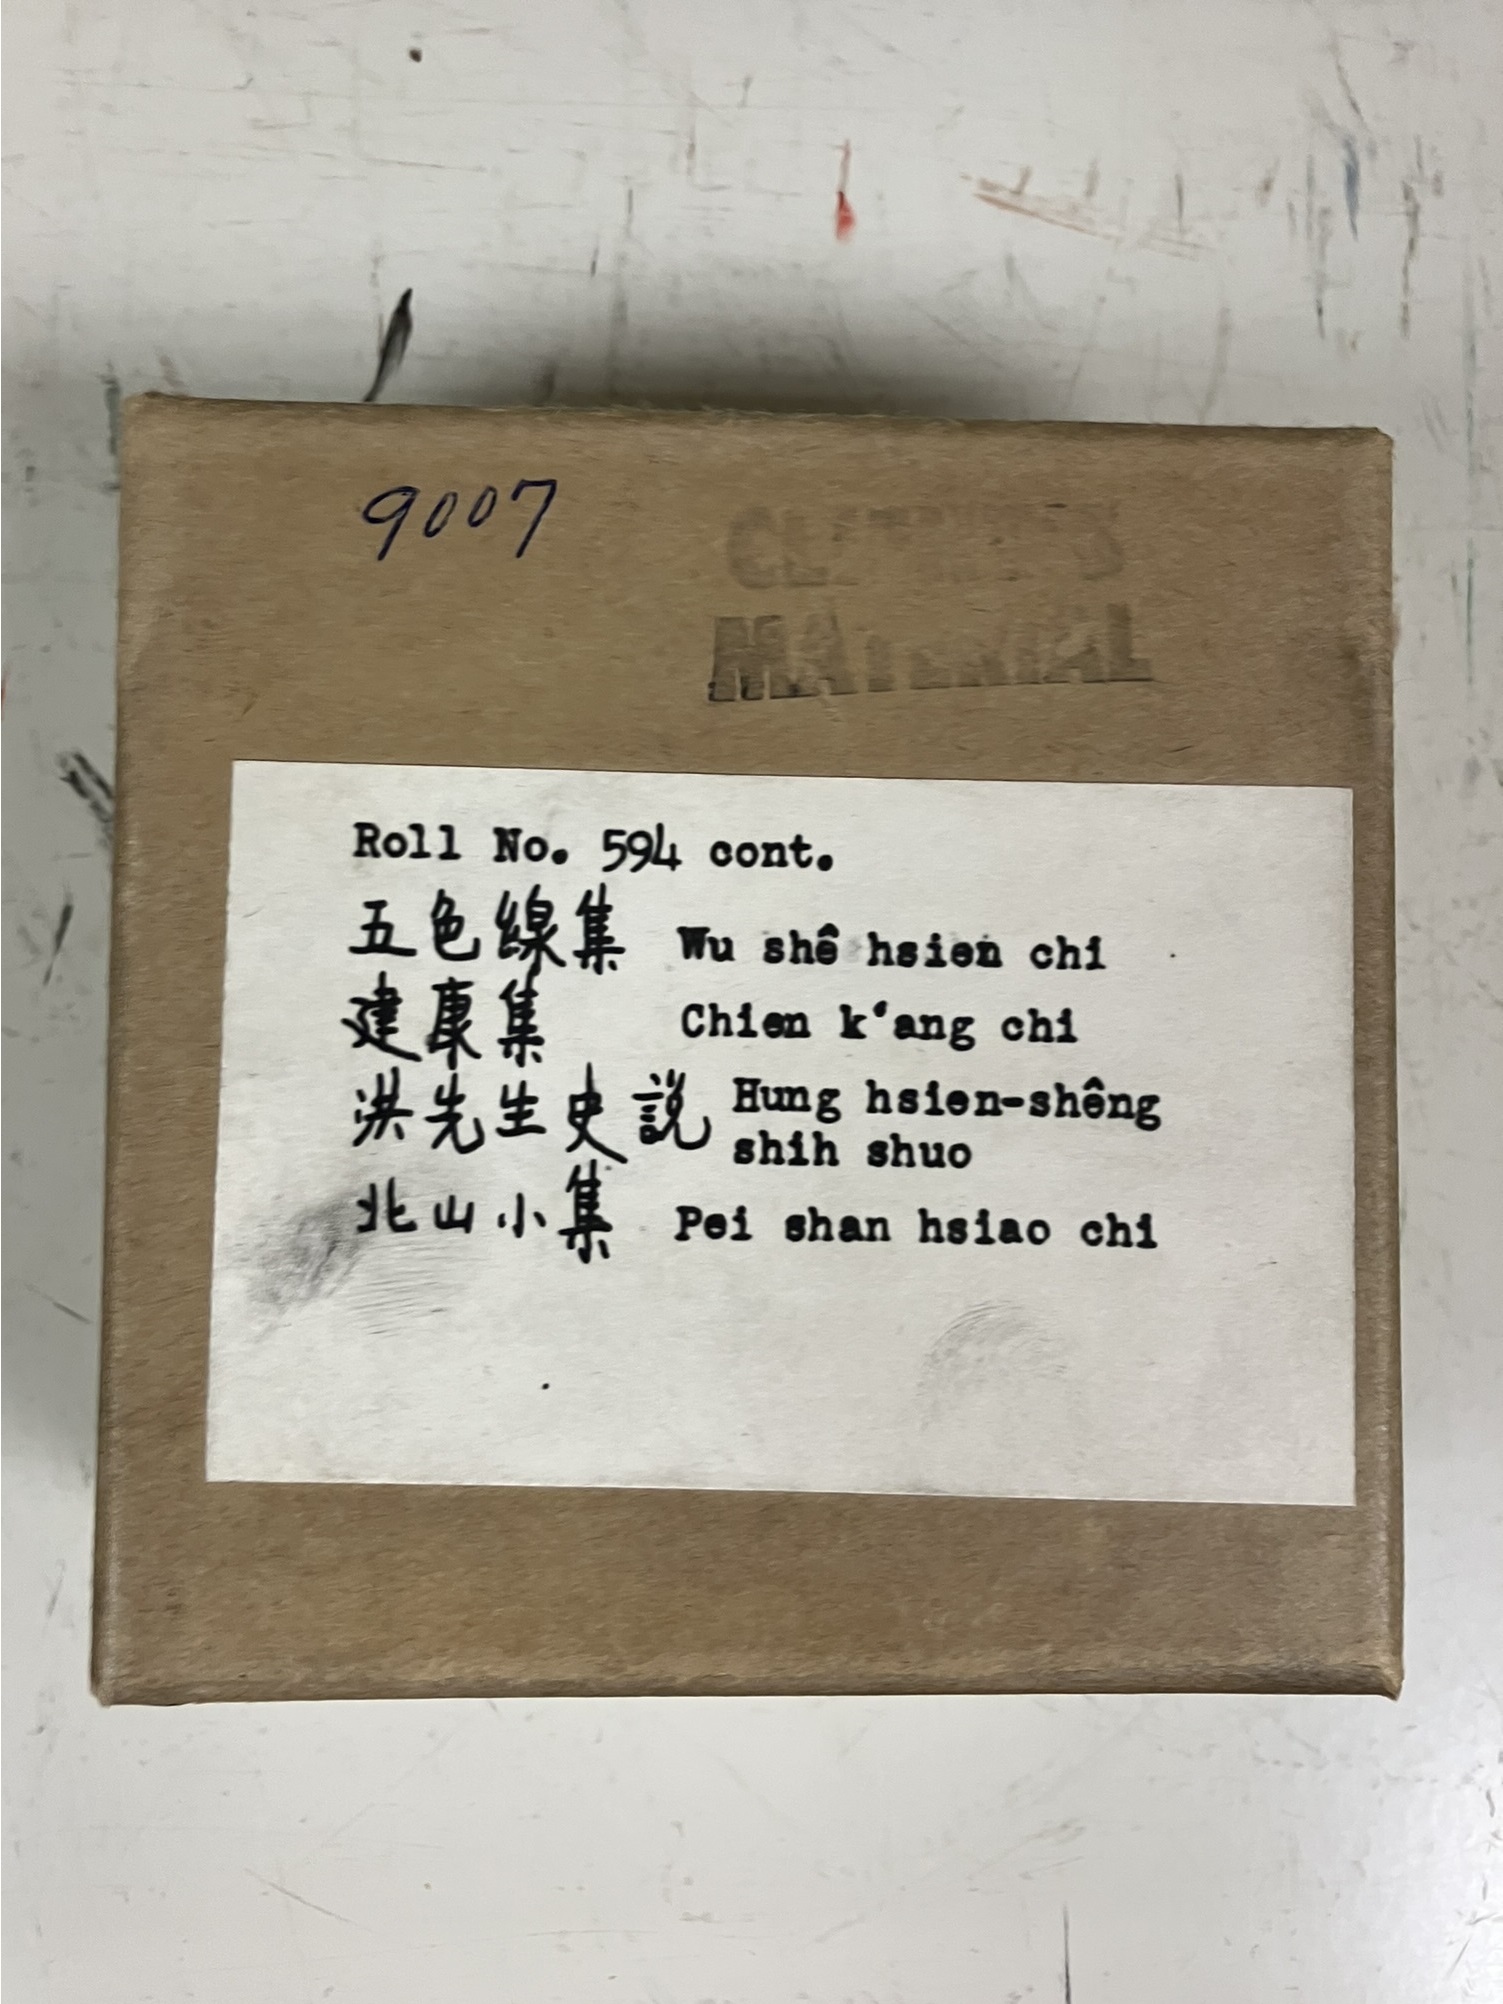 9007
MATERIAL
Roll No. 594 cont.
五色線集 Wu shê hsien chi
建康集 Chien k‘ang chi
洪先生史説 Hung hsien-shêng
shih shuo
北山小集 Pei shan hsiao chi